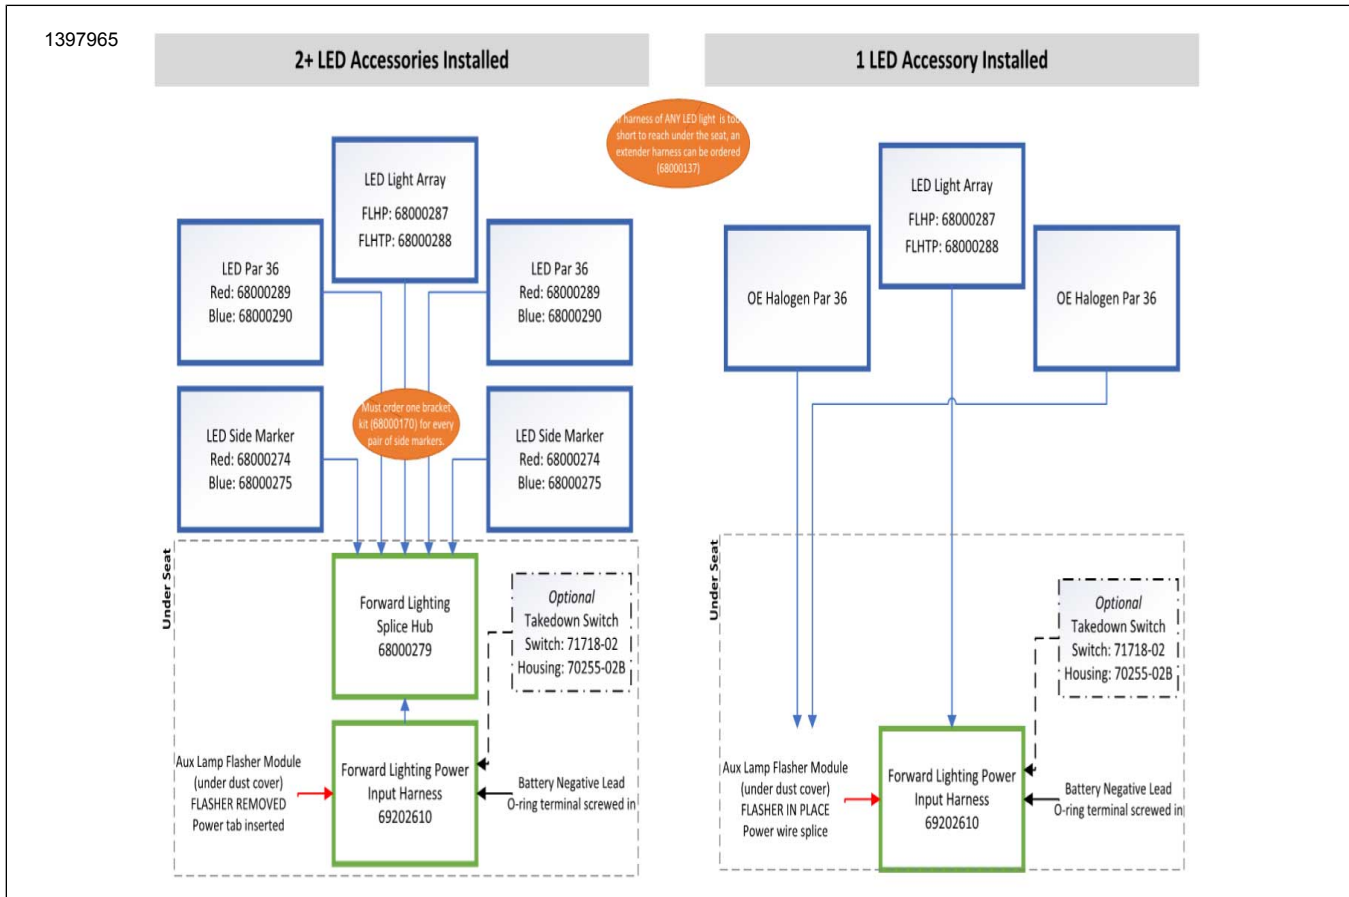 1397965
2+ LED Accessories Installed
1 LED Accessory Installed
harness of ANY LED light is too
short to reach under the seat, an
extender harness can be ordered
(68000137)
LED Light Array
FLHP: 68000287
FLHTP: 68000288
LED Par 36
Red: 68000289
Blue: 68000290
LED Par 36
Red: 68000289
Blue: 68000290
Must order one bracket
kit (68000170) for every
pair of side markers.
LED Side Marker
Red: 68000274
Blue: 68000275
LED Side Marker
Red: 68000274
Blue: 68000275
Under Seat
Forward Lighting
Splice Hub
68000279
Optional
Takedown Switch
Switch: 71718-02
Housing: 70255-02B
Aux Lamp Flasher Module
(under dust cover)
FLASHER REMOVED
Power tab inserted
Forward Lighting Power
Input Harness
69202610
Battery Negative Lead
O-ring terminal screwed in
LED Light Array
FLHP: 68000287
FLHTP: 68000288
OE Halogen Par 36
OE Halogen Par 36
Under Seat
Optional
Takedown Switch
Switch: 71718-02
Housing: 70255-02B
Aux Lamp Flasher Module
(under dust cover)
FLASHER IN PLACE
Power wire splice
Forward Lighting Power
Input Harness
69202610
Battery Negative Lead
O-ring terminal screwed in